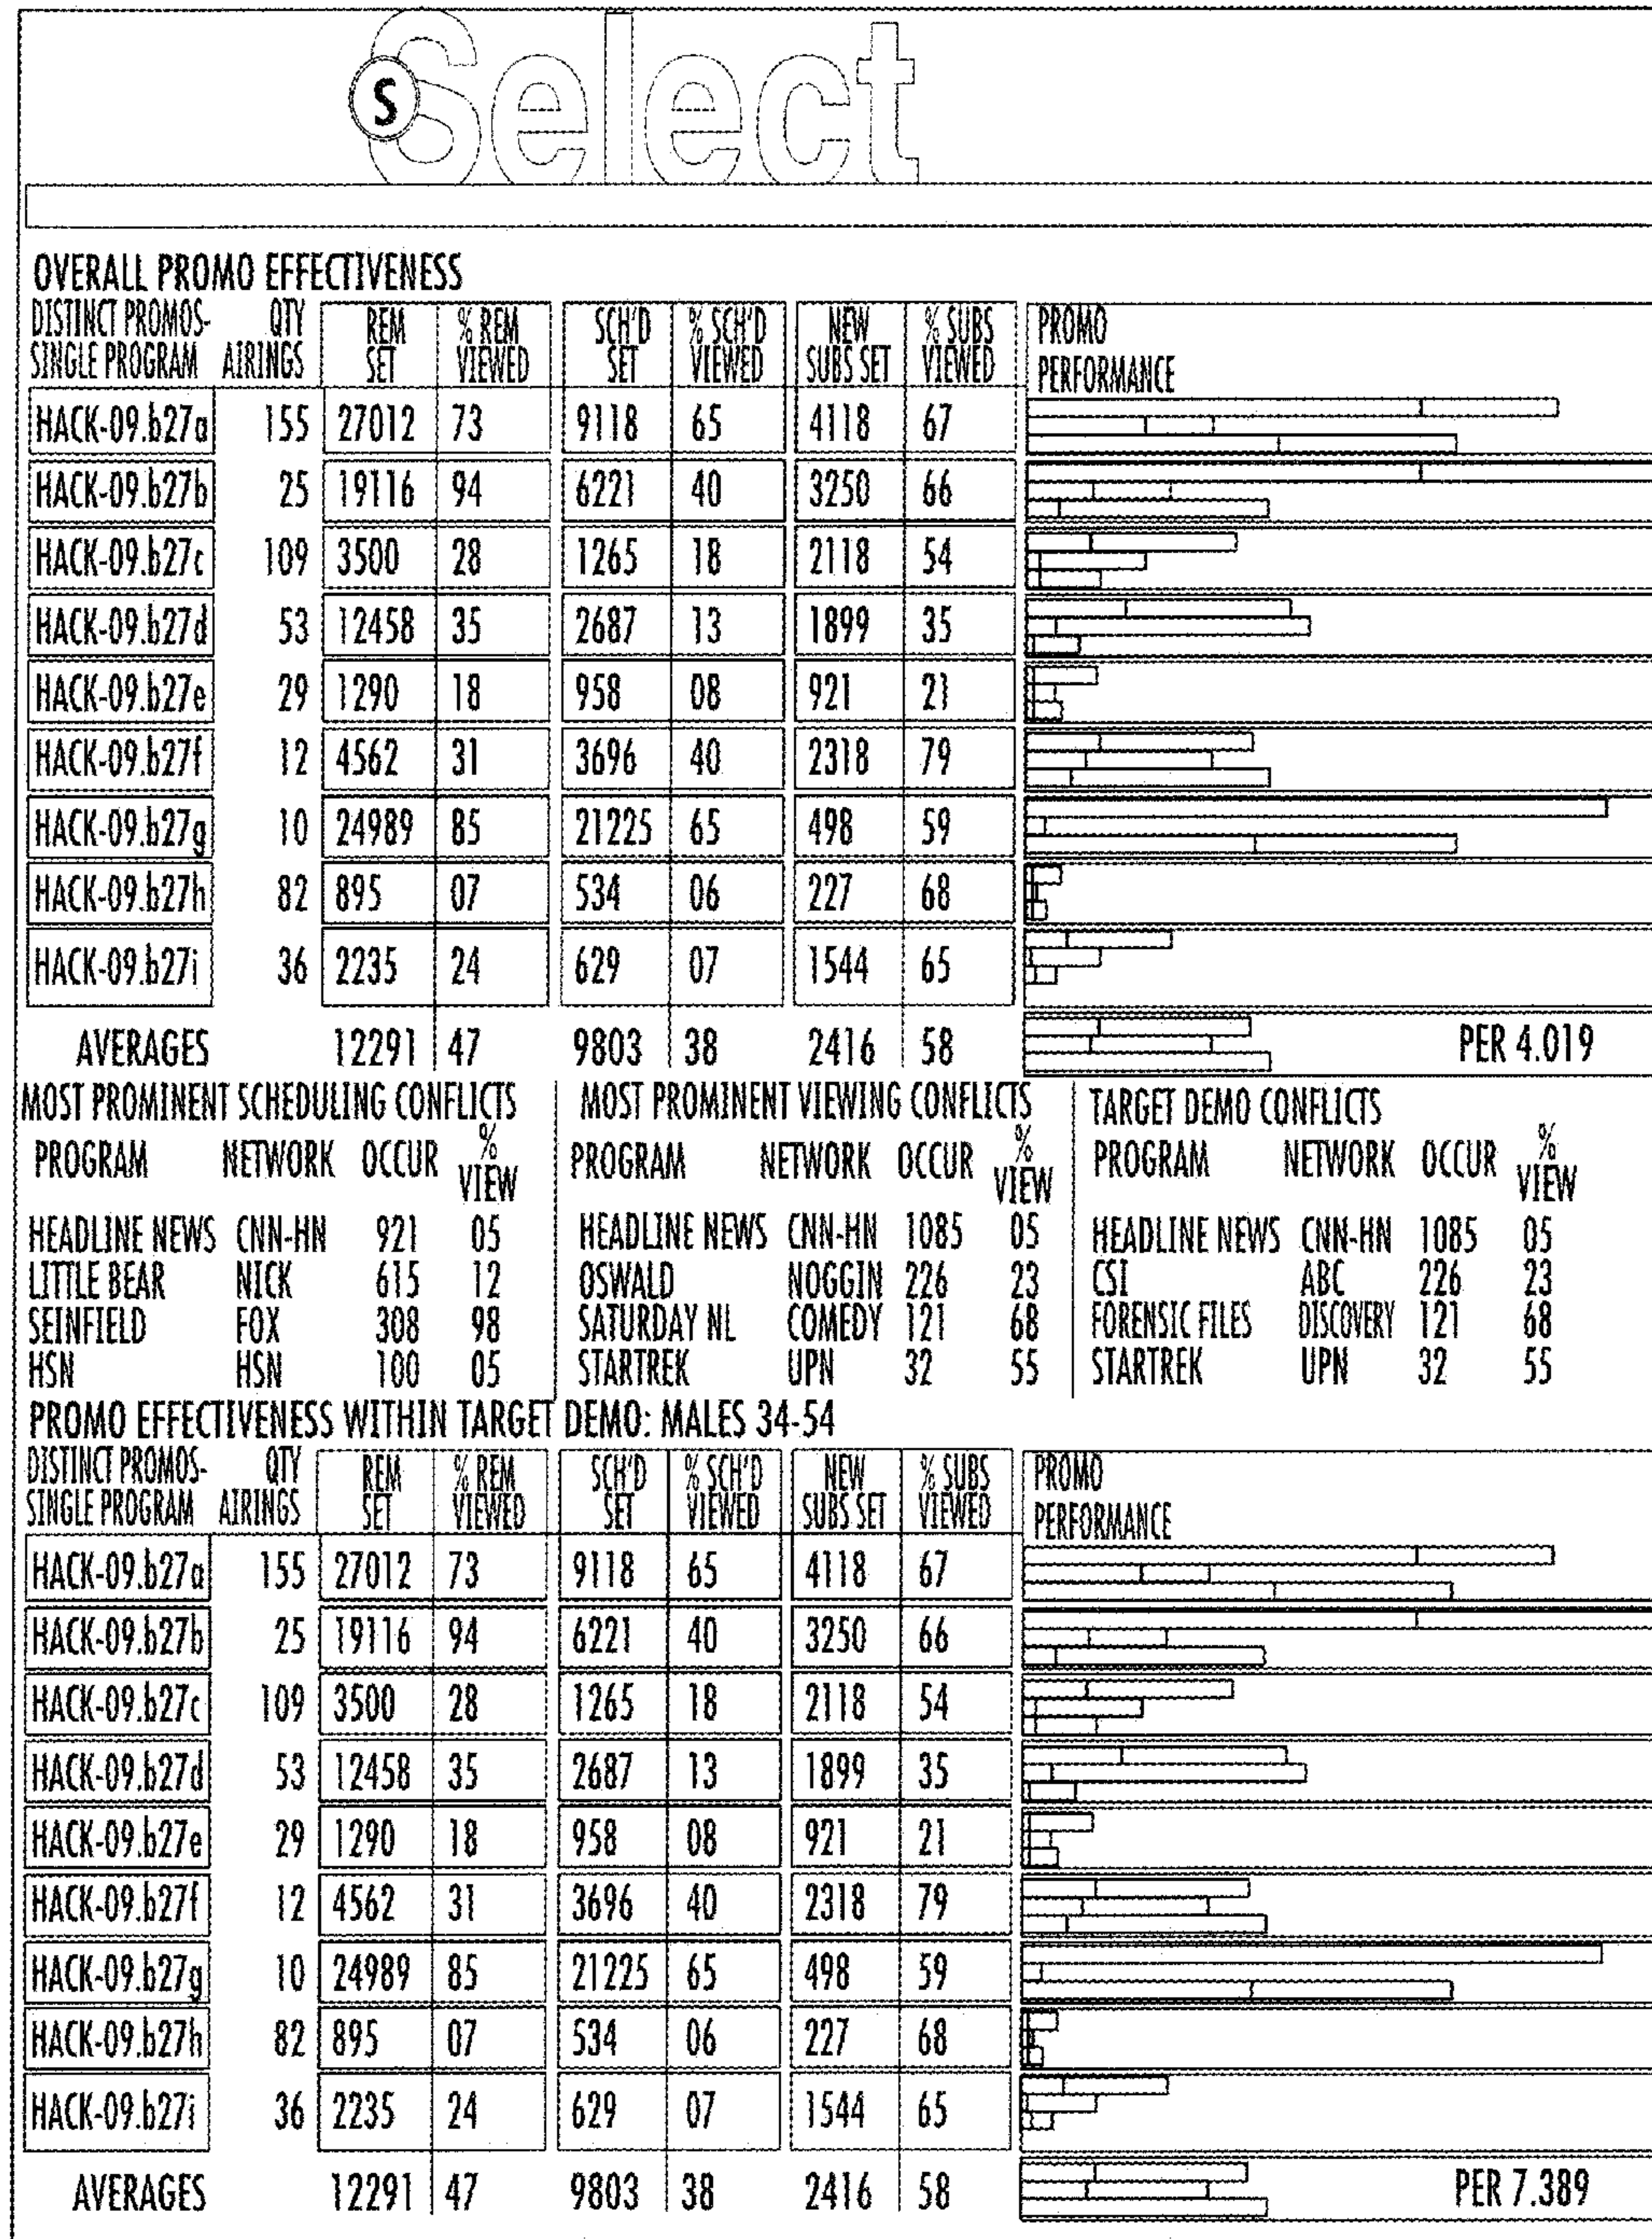 S Select
OVERALL PROMO EFFECTIVENESS
DISTINCT PROMOS- QTY REM % REM SCH'D % SCH'D NEW % SUBS PROMO
SINGLE PROGRAM AIRINGS SET VIEWED SET VIEWED SUBS SET VIEWED PERFORMANCE
HACK-09.b27a 155 27012 73 9118 65 4118 67
HACK-09.b27b 25 19116 94 6221 40 3250 66
HACK-09.b27c 109 3500 28 1265 18 2118 54
HACK-09.b27d 53 12458 35 2687 13 1899 35
HACK-09.b27e 29 1290 18 958 08 921 21
HACK-09.b27f 12 4562 31 3696 40 2318 79
HACK-09.b27g 10 24989 85 21225 65 498 59
HACK-09.b27h 82 895 07 534 06 227 68
HACK-09.b27i 36 2235 24 629 07 1544 65
AVERAGES 12291 47 9803 38 2416 58 PER 4.019
MOST PROMINENT SCHEDULING CONFLICTS
PROGRAM NETWORK OCCUR % VIEW
HEADLINE NEWS CNN-HN 921 05
LITTLE BEAR NICK 615 12
SEINFIELD FOX 308 98
HSN HSN 100 05
MOST PROMINENT VIEWING CONFLICTS
PROGRAM NETWORK OCCUR % VIEW
HEADLINE NEWS CNN-HN 1085 05
OSWALD NOGGIN 226 23
SATURDAY NL COMEDY 121 68
STARTREK UPN 32 55
TARGET DEMO CONFLICTS
PROGRAM NETWORK OCCUR % VIEW
HEADLINE NEWS CNN-HN 1085 05
CSI ABC 226 23
FORENSIC FILES DISCOVERY 121 68
STARTREK UPN 32 55
PROMO EFFECTIVENESS WITHIN TARGET DEMO: MALES 34-54
DISTINCT PROMOS- QTY REM % REM SCH'D % SCH'D NEW % SUBS PROMO
SINGLE PROGRAM AIRINGS SET VIEWED SET VIEWED SUBS SET VIEWED PERFORMANCE
HACK-09.b27a 155 27012 73 9118 65 4118 67
HACK-09.b27b 25 19116 94 6221 40 3250 66
HACK-09.b27c 109 3500 28 1265 18 2118 54
HACK-09.b27d 53 12458 35 2687 13 1899 35
HACK-09.b27e 29 1290 18 958 08 921 21
HACK-09.b27f 12 4562 31 3696 40 2318 79
HACK-09.b27g 10 24989 85 21225 65 498 59
HACK-09.b27h 82 895 07 534 06 227 68
HACK-09.b27i 36 2235 24 629 07 1544 65
AVERAGES 12291 47 9803 38 2416 58 PER 7.389